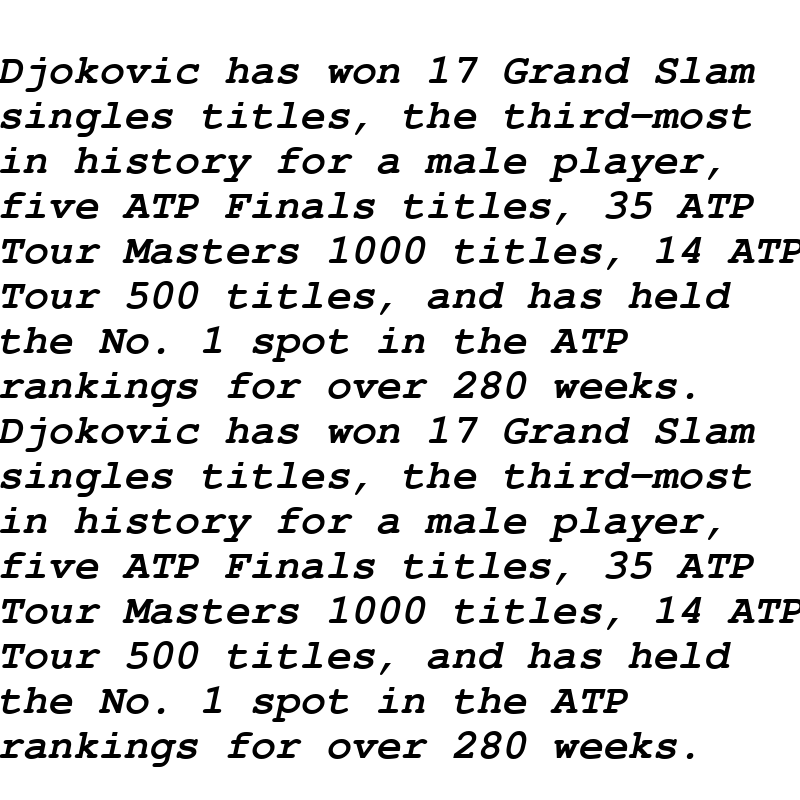 Djokovic has won 17 Grand Slam
singles titles, the third-most
in history for a male player,
five ATP Finals titles, 35 ATP
Tour Masters 1000 titles, 14 ATP
Tour 500 titles, and has held
the No. 1 spot in the ATP
rankings for over 280 weeks.
Djokovic has won 17 Grand Slam
singles titles, the third-most
in history for a male player,
five ATP Finals titles, 35 ATP
Tour Masters 1000 titles, 14 ATP
Tour 500 titles, and has held
the No. 1 spot in the ATP
rankings for over 280 weeks.